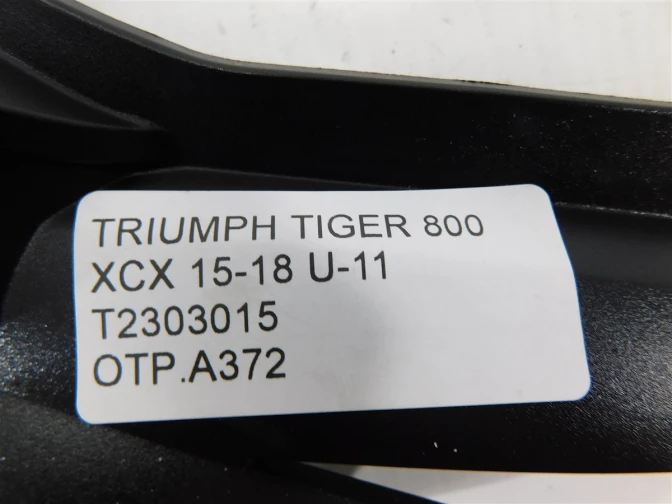 TRIUMPH TIGER 800
XCX 15-18 U-11
T2303015
OTP.A372